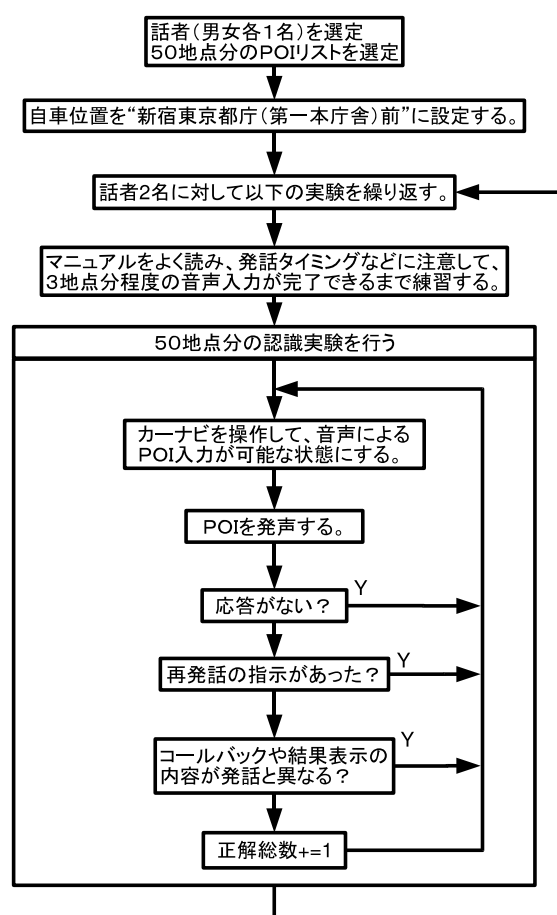 話者(男女各1名)を選定
50地点分のPOIリストを選定
自車位置を“新宿東京都庁(第一本庁舎)前”に設定する。
話者2名に対して以下の実験を繰り返す。
マニュアルをよく読み、発話タイミングなどに注意して、
3地点分程度の音声入力が完了できるまで練習する。
50地点分の認識実験を行う
カーナビを操作して、音声による
POI入力が可能な状態にする。
POIを発声する。
応答がない?
Y
再発話の指示があった?
Y
コールバックや結果表示の
内容が発話と異なる?
Y
正解総数+=1